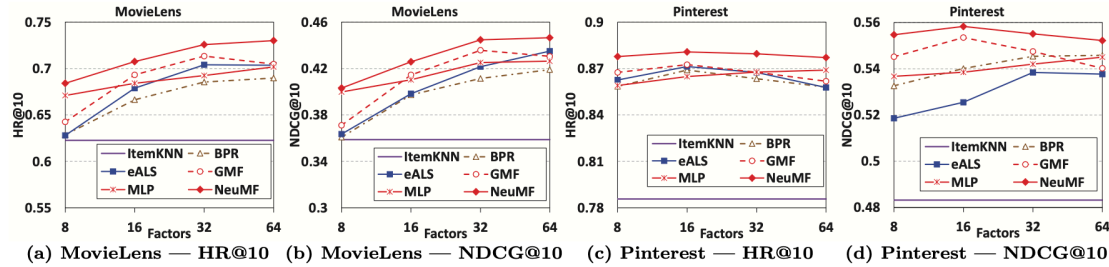 MovieLens
0.75
0.7
0.65
0.6
0.55
HR@10
ItemKNN
BPR
eALS
GMF
MLP
NeuMF
8 16 32 64
Factors
(a) MovieLens — HR@10
MovieLens
0.46
0.42
0.38
0.34
0.3
NDCG@10
ItemKNN
BPR
eALS
GMF
MLP
NeuMF
8 16 32 64
Factors
(b) MovieLens — NDCG@10
Pinterest
0.9
0.87
0.84
0.81
0.78
HR@10
ItemKNN
BPR
eALS
GMF
MLP
NeuMF
8 16 32 64
Factors
(c) Pinterest — HR@10
Pinterest
0.56
0.54
0.52
0.5
0.48
NDCG@10
ItemKNN
BPR
eALS
GMF
MLP
NeuMF
8 16 32 64
Factors
(d) Pinterest — NDCG@10